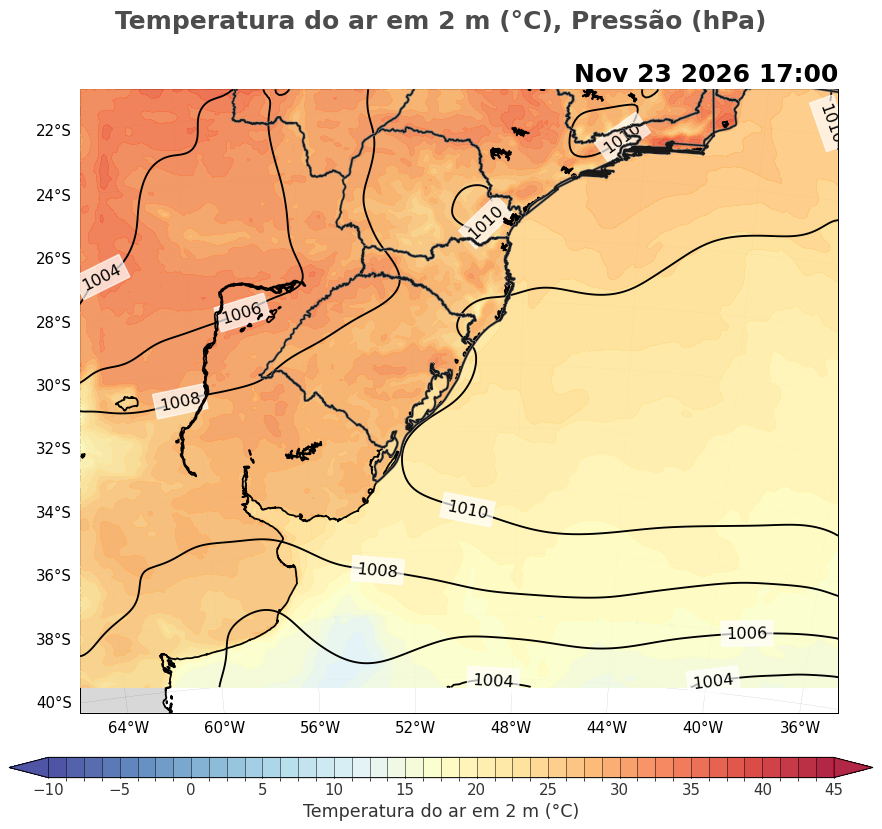 Temperatura do ar em 2 m (°C), Pressão (hPa)
Nov 23 2026 17:00
22°S
24°S
26°S
28°S
30°S
32°S
34°S
36°S
38°S
40°S
1010
1010
1010
1004
1006
1008
1010
1008
1006
1004
1004
64°W 60°W 56°W 52°W 48°W 44°W 40°W 36°W
−10 −5 0 5 10 15 20 25 30 35 40 45
Temperatura do ar em 2 m (°C)